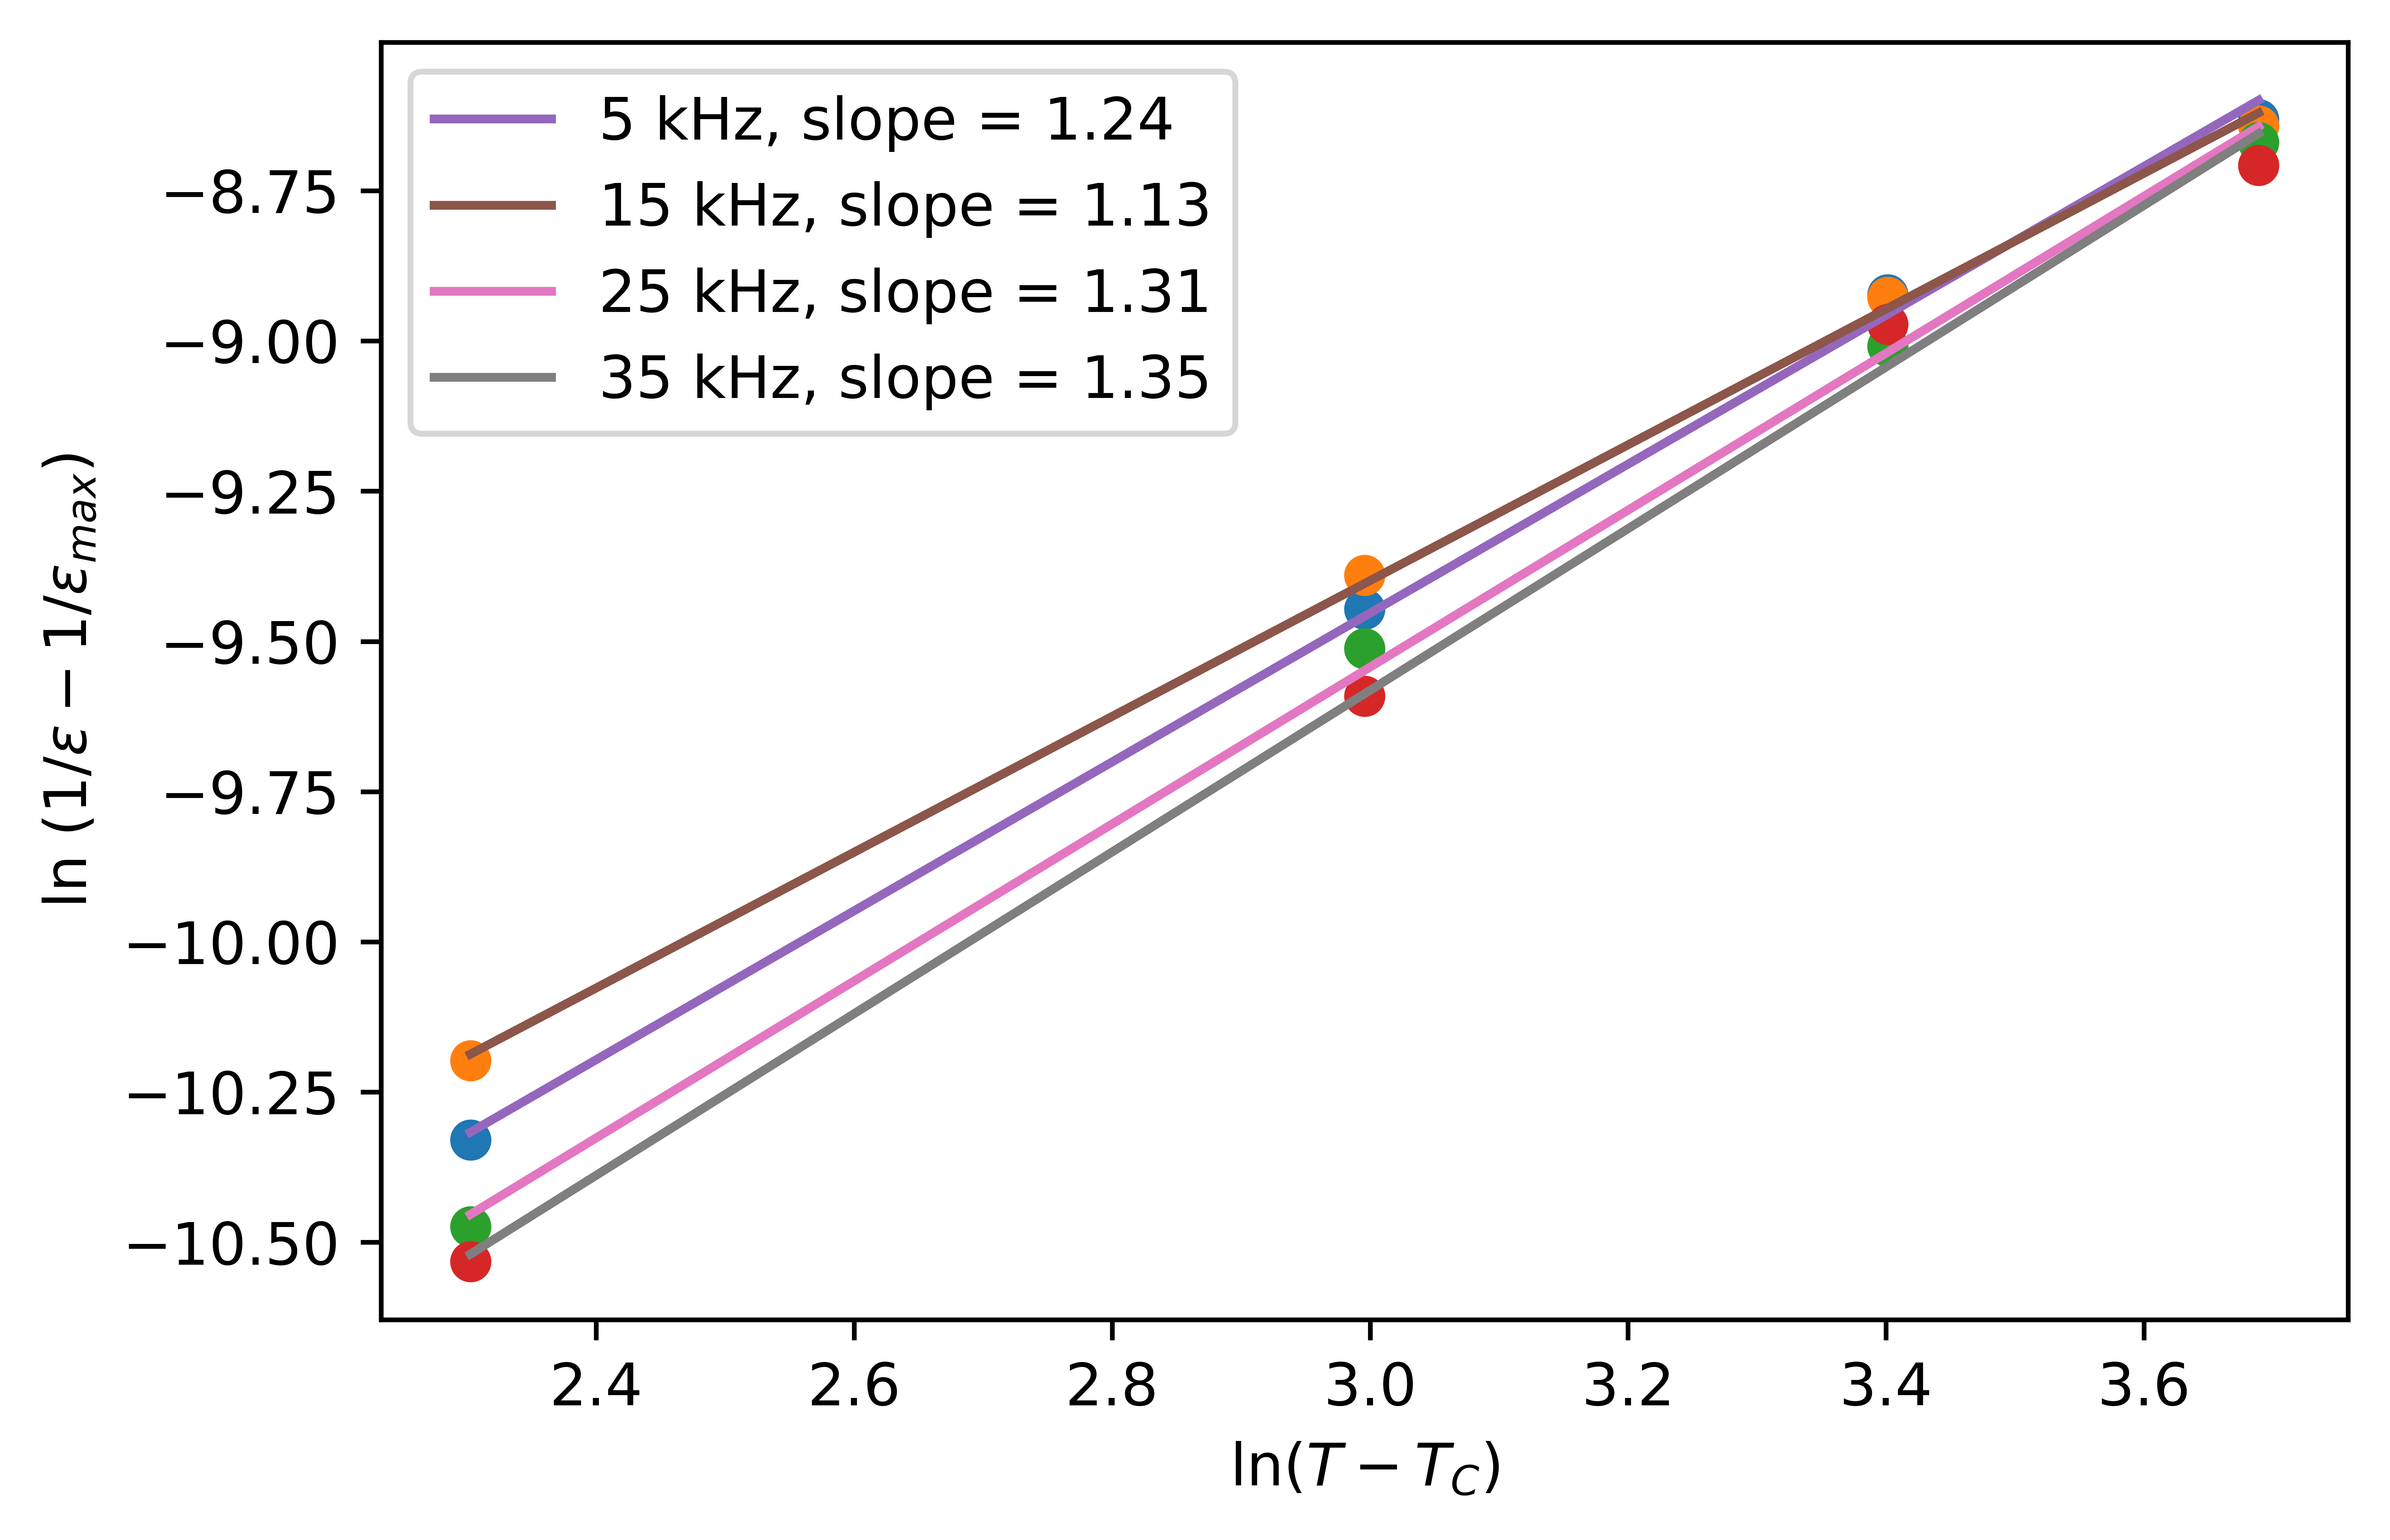 5 kHz, slope = 1.24
15 kHz, slope = 1.13
25 kHz, slope = 1.31
35 kHz, slope = 1.35
−8.75
−9.00
−9.25
−9.50
−9.75
−10.00
−10.25
−10.50
ln (1/ε − 1/ε_max)
2.4 2.6 2.8 3.0 3.2 3.4 3.6
ln(T − T_C)